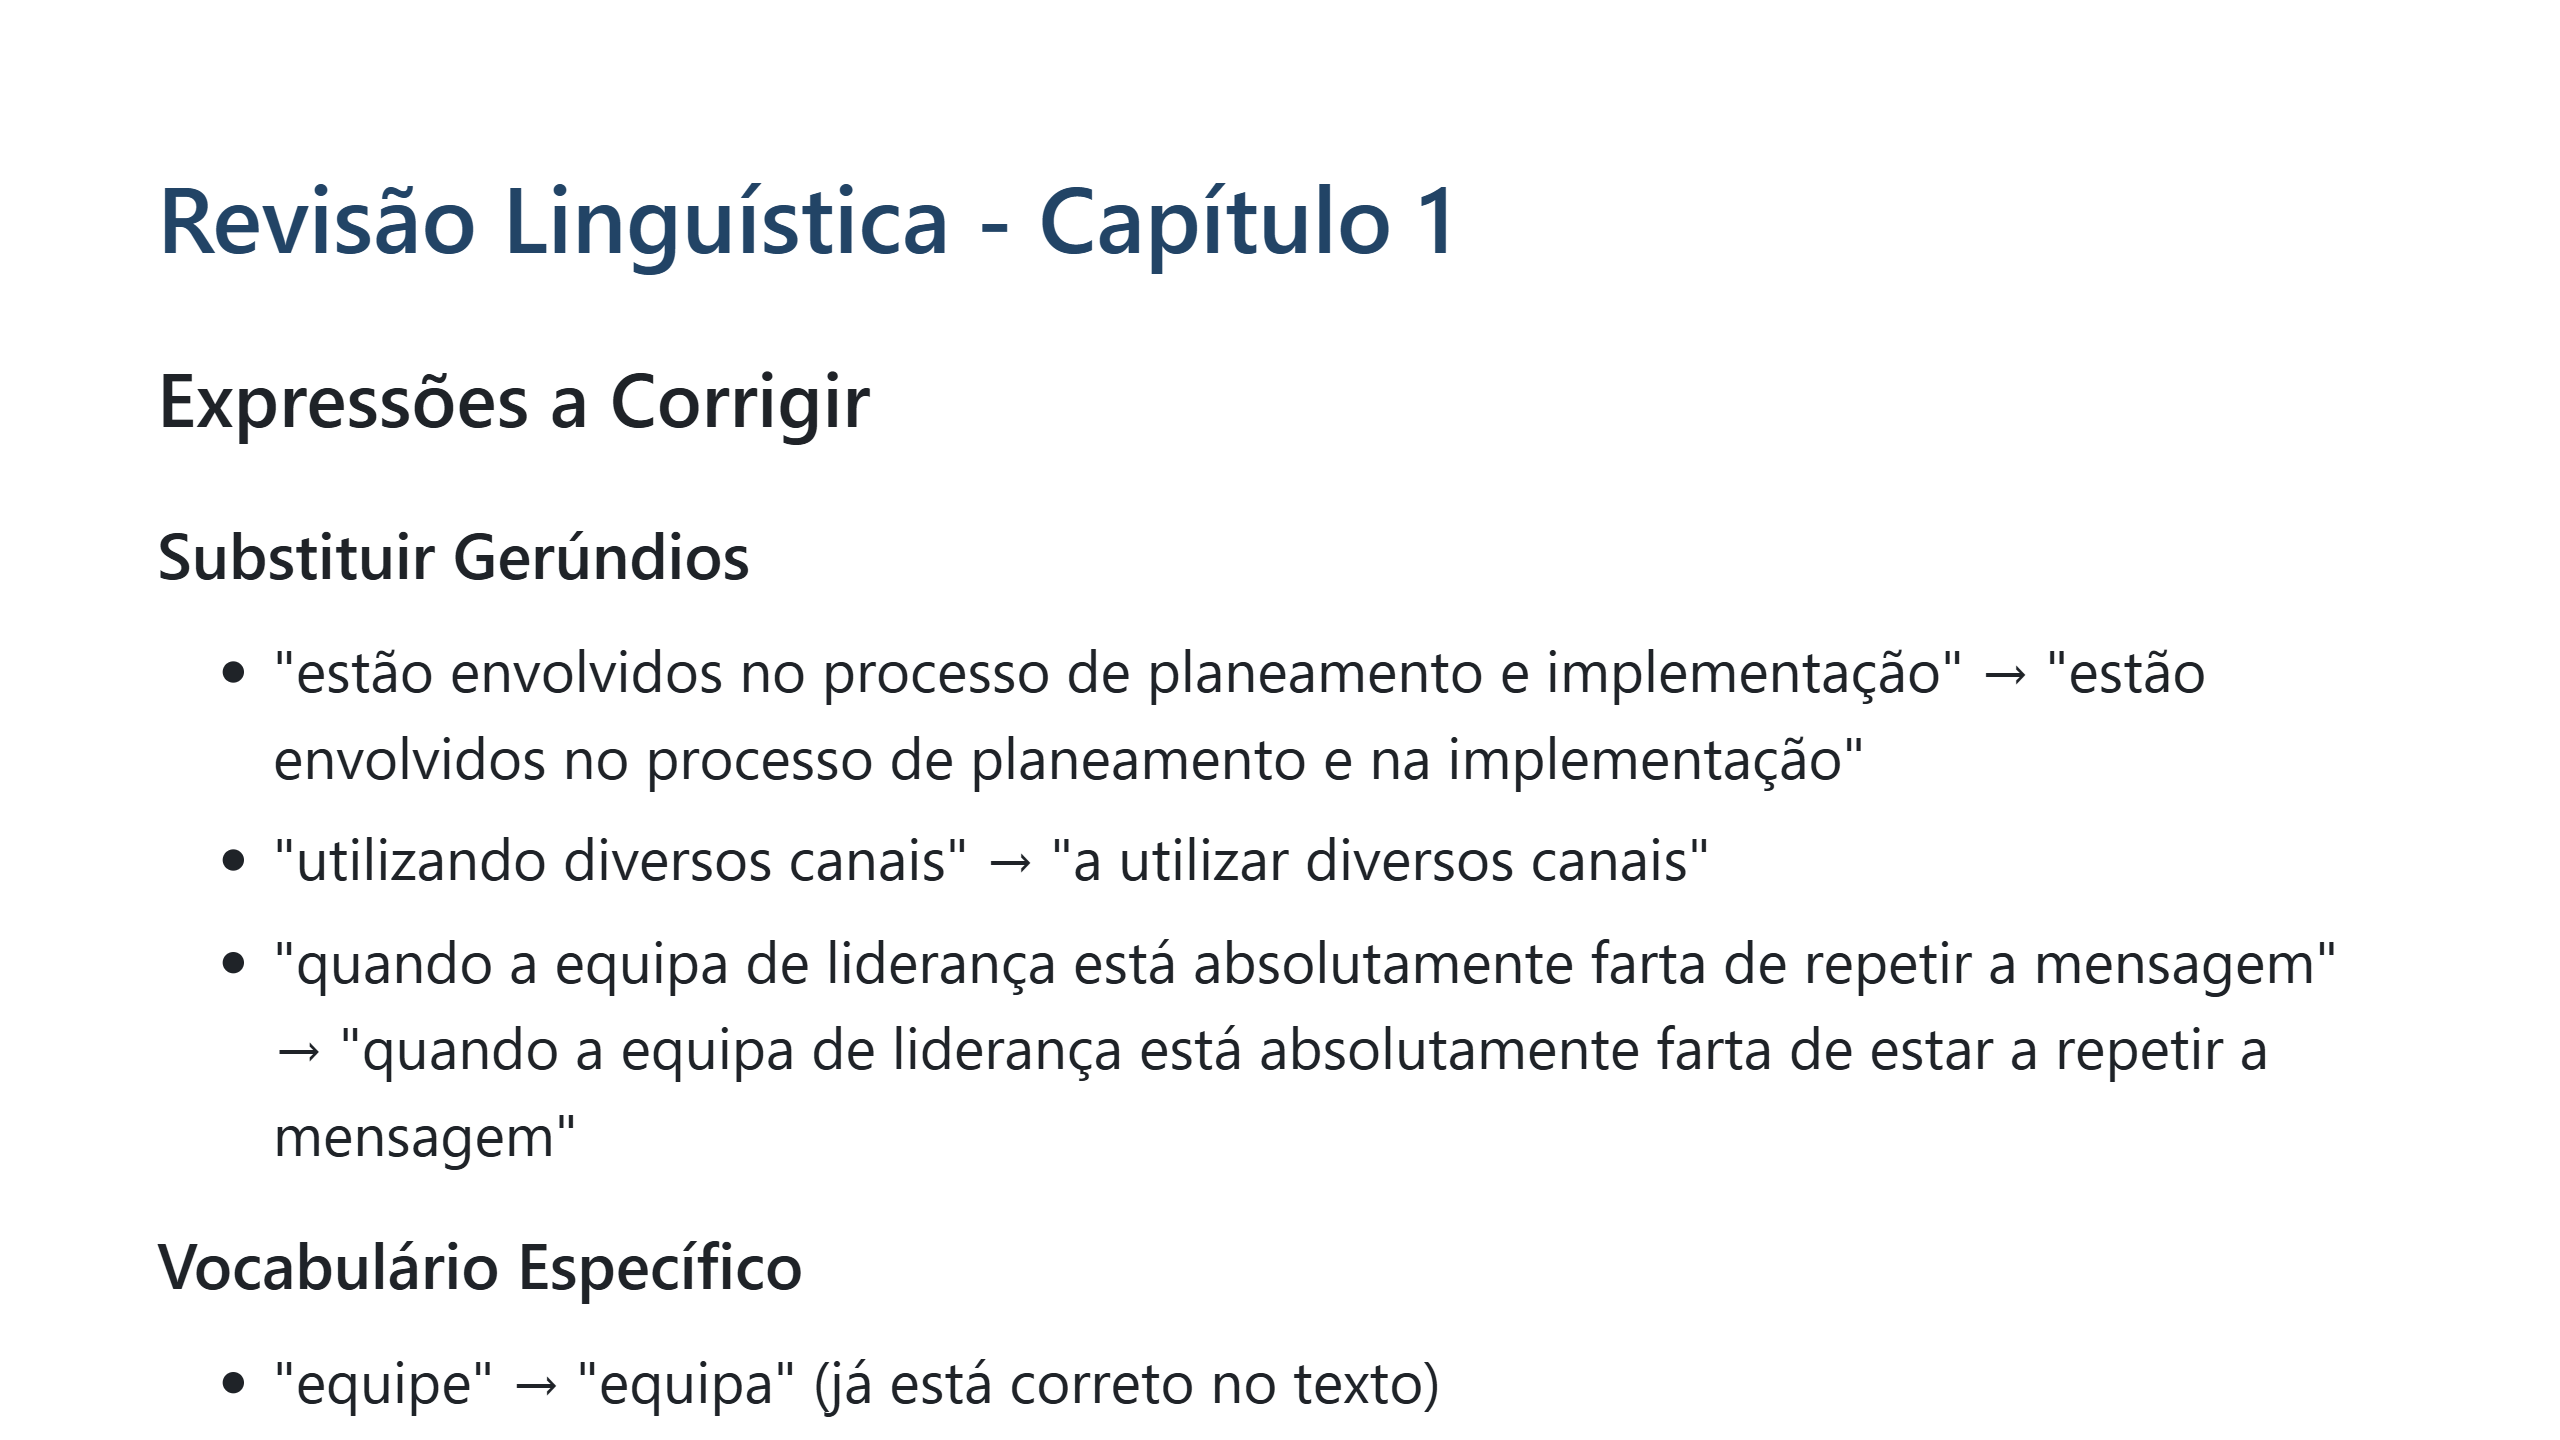 Revisão Linguística - Capítulo 1
Expressões a Corrigir
Substituir Gerúndios
• "estão envolvidos no processo de planeamento e implementação" → "estão
envolvidos no processo de planeamento e na implementação"
• "utilizando diversos canais" → "a utilizar diversos canais"
• "quando a equipa de liderança está absolutamente farta de repetir a mensagem"
→ "quando a equipa de liderança está absolutamente farta de estar a repetir a
mensagem"
Vocabulário Específico
• "equipe" → "equipa" (já está correto no texto)